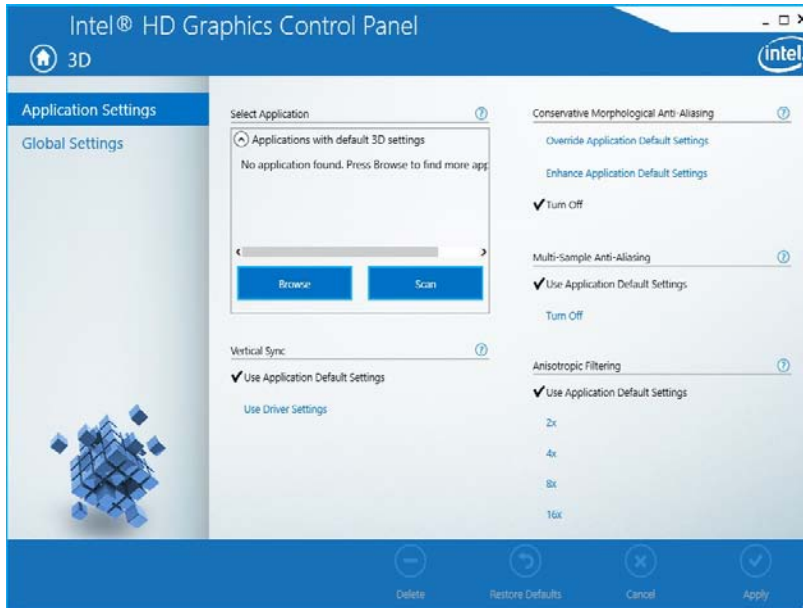 Intel® HD Graphics Control Panel
3D
intel
Application Settings
Global Settings
Select Application
Applications with default 3D settings
No application found. Press Browse to find more app
Browse
Scan
Vertical Sync
Use Application Default Settings
Use Driver Settings
Conservative Morphological Anti-Aliasing
Override Application Default Settings
Enhance Application Default Settings
Turn Off
Multi-Sample Anti-Aliasing
Use Application Default Settings
Turn Off
Anisotropic Filtering
Use Application Default Settings
2x
4x
8x
16x
Delete
Restore Defaults
Cancel
Apply